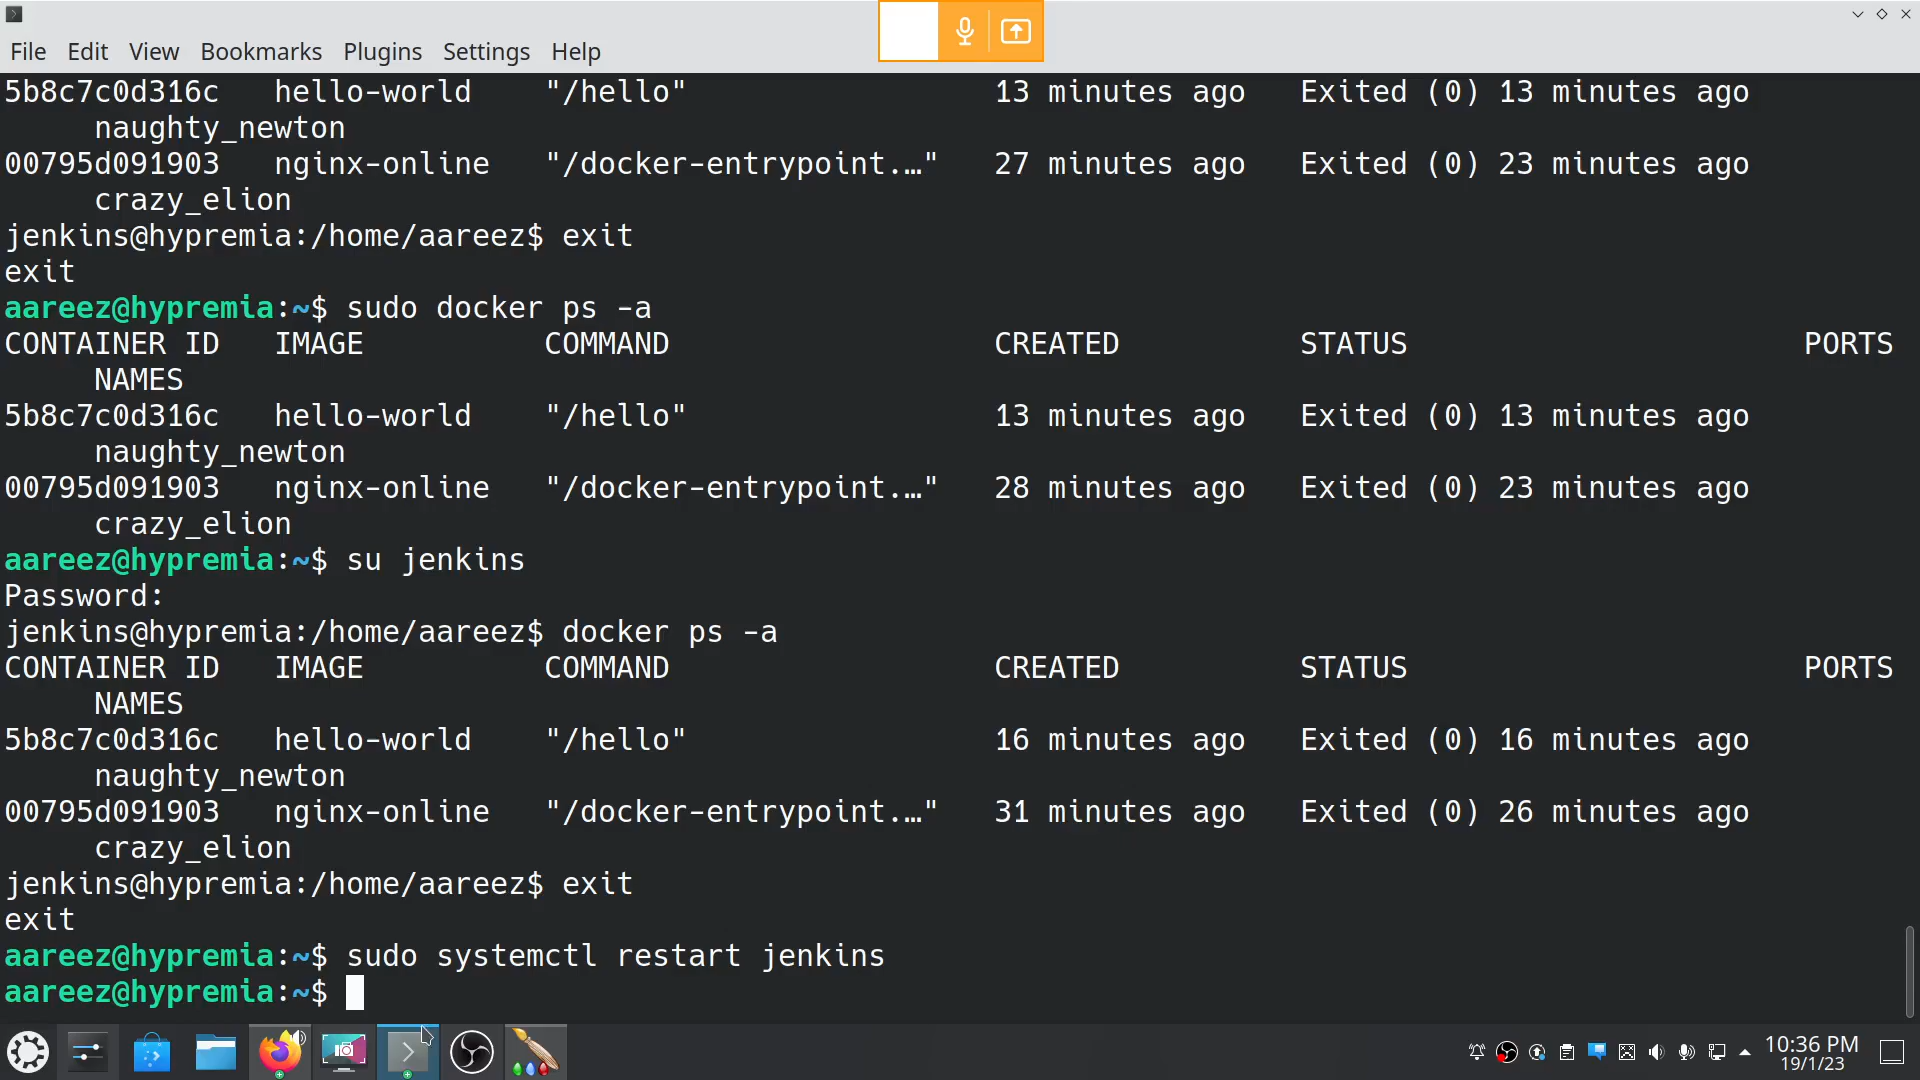 File Edit View Bookmarks Plugins Settings Help
5b8c7c0d316c hello-world "/hello" 13 minutes ago Exited (0) 13 minutes ago
naughty_newton
00795d091903 nginx-online "/docker-entrypoint.…" 27 minutes ago Exited (0) 23 minutes ago
crazy_elion
jenkins@hypremia:/home/aareez$ exit
exit
aareez@hypremia:~$ sudo docker ps -a
CONTAINER ID IMAGE COMMAND CREATED STATUS PORTS
NAMES
5b8c7c0d316c hello-world "/hello" 13 minutes ago Exited (0) 13 minutes ago
naughty_newton
00795d091903 nginx-online "/docker-entrypoint.…" 28 minutes ago Exited (0) 23 minutes ago
crazy_elion
aareez@hypremia:~$ su jenkins
Password:
jenkins@hypremia:/home/aareez$ docker ps -a
CONTAINER ID IMAGE COMMAND CREATED STATUS PORTS
NAMES
5b8c7c0d316c hello-world "/hello" 16 minutes ago Exited (0) 16 minutes ago
naughty_newton
00795d091903 nginx-online "/docker-entrypoint.…" 31 minutes ago Exited (0) 26 minutes ago
crazy_elion
jenkins@hypremia:/home/aareez$ exit
exit
aareez@hypremia:~$ sudo systemctl restart jenkins
aareez@hypremia:~$
10:36 PM
19/1/23